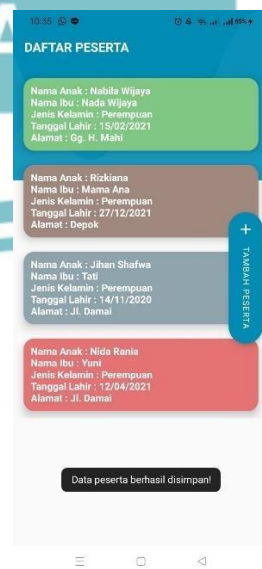 10:35
65%
DAFTAR PESERTA
Nama Anak : Nabila Wijaya
Nama Ibu : Nada Wijaya
Jenis Kelamin : Perempuan
Tanggal Lahir : 15/02/2021
Alamat : Gg. H. Mahi
Nama Anak : Rizkiana
Nama Ibu : Mama Ana
Jenis Kelamin : Perempuan
Tanggal Lahir : 27/12/2021
Alamat : Depok
+
TAMBAH PESERTA
Nama Anak : Jihan Shafwa
Nama Ibu : Tati
Jenis Kelamin : Perempuan
Tanggal Lahir : 14/11/2020
Alamat : Jl. Damai
Nama Anak : Nida Rania
Nama Ibu : Yuni
Jenis Kelamin : Perempuan
Tanggal Lahir : 12/04/2021
Alamat : Jl. Damai
Data peserta berhasil disimpan!